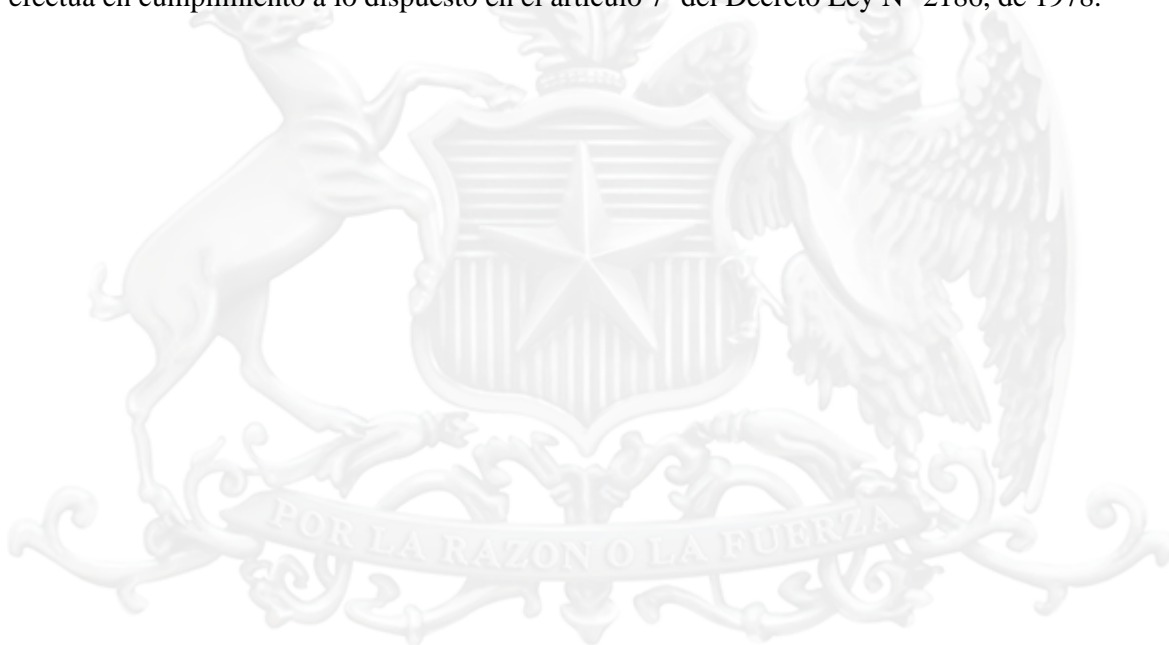 efectúa en cumplimiento a lo dispuesto en el artículo 7° del Decreto Ley N° 2186, de 1978.
POR LA RAZON O LA FUERZA